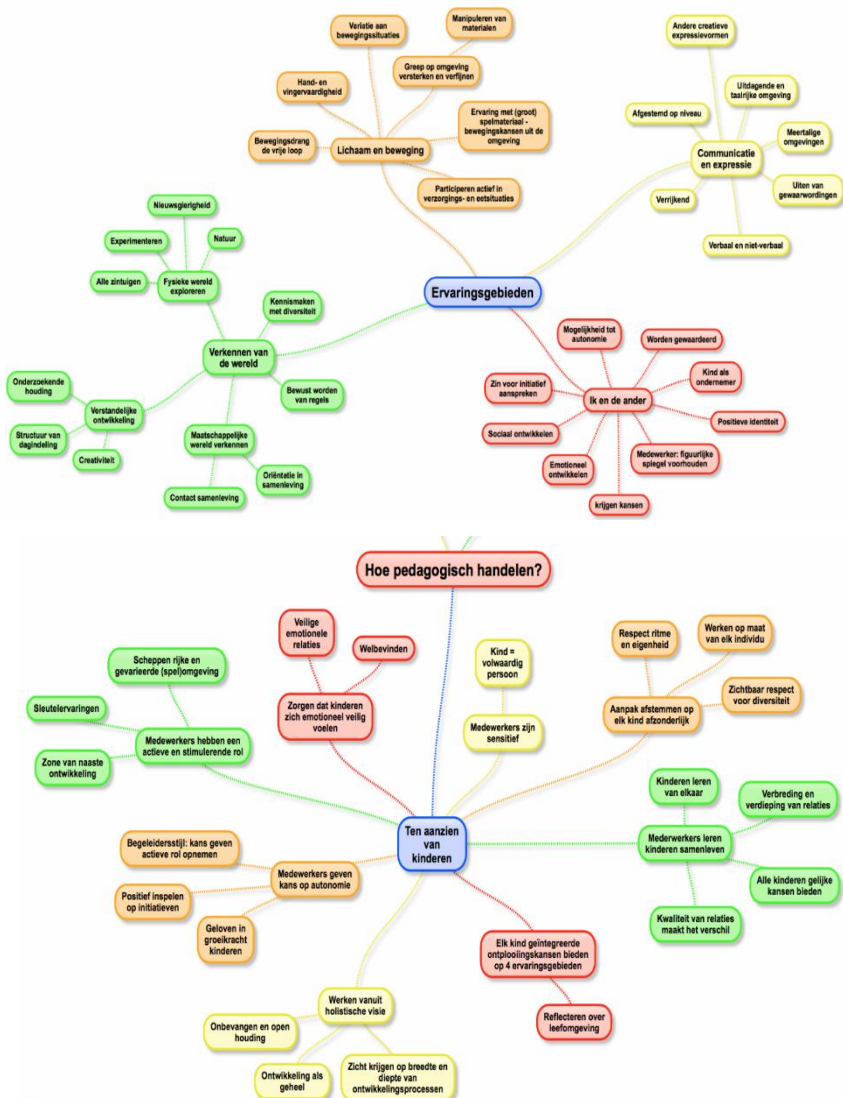 Variatie aan
bewegingssituaties
Manipuleren van
materialen
Hand- en
vingervaardigheid
Greep op omgeving
versterken en verfijnen
Bewegingsdrang
de vrije loop
Lichaam en beweging
Ervaring met (groot)
spelmateriaal -
bewegingskansen uit de
omgeving
Participeren actief in
verzorgings- en eetsituaties
Andere creatieve
expressievormen
Uitdagende en
taalrijke omgeving
Afgestemd op niveau
Communicatie
en expressie
Meertalige
omgevingen
Verrijkend
Uiten van
gewaarwordingen
Verbaal en niet-verbaal
Nieuwsgierigheid
Experimenteren
Natuur
Alle zintuigen
Fysieke wereld
exploreren
Kennismaken
met diversiteit
Verkennen van
de wereld
Onderzoekende
houding
Verstandelijke
ontwikkeling
Bewust worden
van regels
Structuur van
dagindeling
Creativiteit
Maatschappelijke
wereld verkennen
Oriëntatie in
samenleving
Contact samenleving
Ervaringsgebieden
Mogelijkheid tot
autonomie
Worden gewaardeerd
Zin voor initiatief
aanspreken
Ik en de ander
Kind als
ondernemer
Sociaal ontwikkelen
Positieve identiteit
Emotioneel
ontwikkelen
Medewerker: figuurlijke
spiegel voorhouden
krijgen kansen
Hoe pedagogisch handelen?
Veilige
emotionele
relaties
Welbevinden
Zorgen dat kinderen
zich emotioneel veilig
voelen
Kind =
volwaardig
persoon
Medewerkers zijn
sensitief
Respect ritme
en eigenheid
Werken op maat
van elk individu
Aanpak afstemmen op
elk kind afzonderlijk
Zichtbaar respect
voor diversiteit
Scheppen rijke en
gevarieerde (spel)omgeving
Sleutelervaringen
Medewerkers hebben een
actieve en stimulerende rol
Zone van naaste
ontwikkeling
Ten aanzien
van
kinderen
Kinderen leren
van elkaar
Verbreding en
verdieping van relaties
Mederwerkers leren
kinderen samenleven
Alle kinderen gelijke
kansen bieden
Kwaliteit van relaties
maakt het verschil
Begeleidersstijl: kans geven
actieve rol opnemen
Medewerkers geven
kans op autonomie
Positief inspelen
op initiatieven
Geloven in
groeikracht
kinderen
Elk kind geïntegreerde
ontplooiingskansen bieden
op 4 ervaringsgebieden
Reflecteren over
leefomgeving
Werken vanuit
holistische visie
Onbevangen en open
houding
Ontwikkeling als
geheel
Zicht krijgen op breedte en
diepte van
ontwikkelingsprocessen